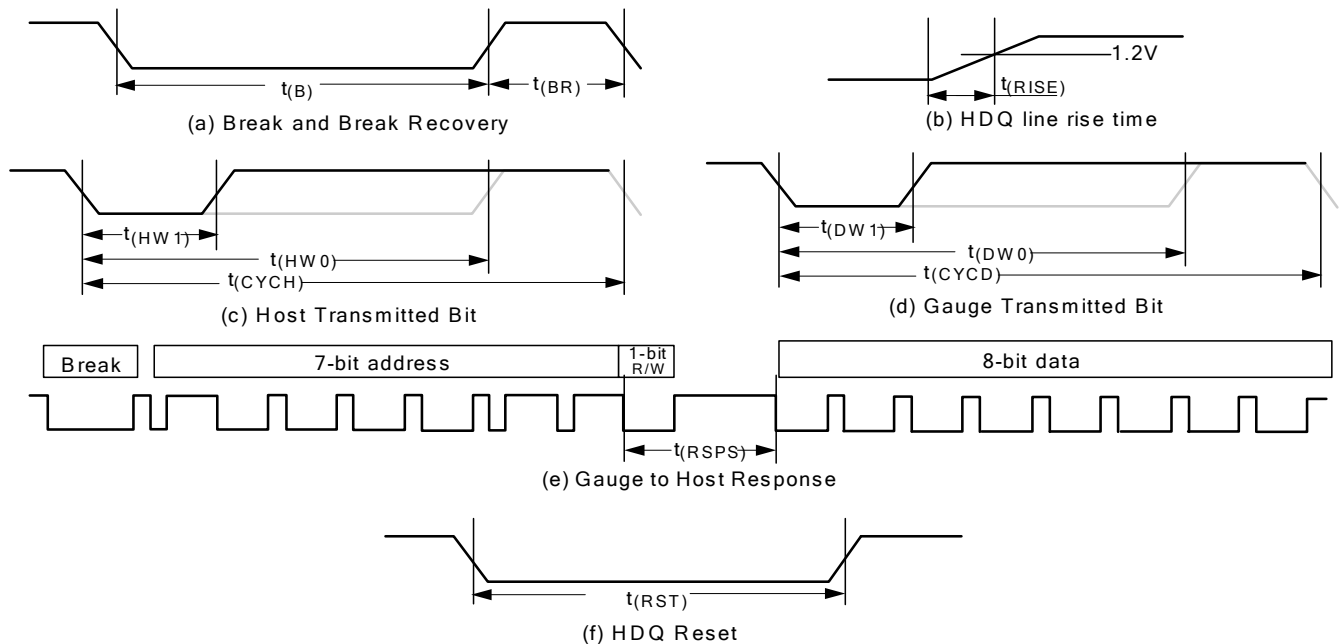 1.2V
t(B)
t(BR)
t(RISE)
(a) Break and Break Recovery
(b) HDQ line rise time
t(HW1)
t(HW0)
t(CYCH)
(c) Host Transmitted Bit
t(DW1)
t(DW0)
t(CYCD)
(d) Gauge Transmitted Bit
Break
7-bit address
1-bit
R/W
8-bit data
t(RSPS)
(e) Gauge to Host Response
t(RST)
(f) HDQ Reset